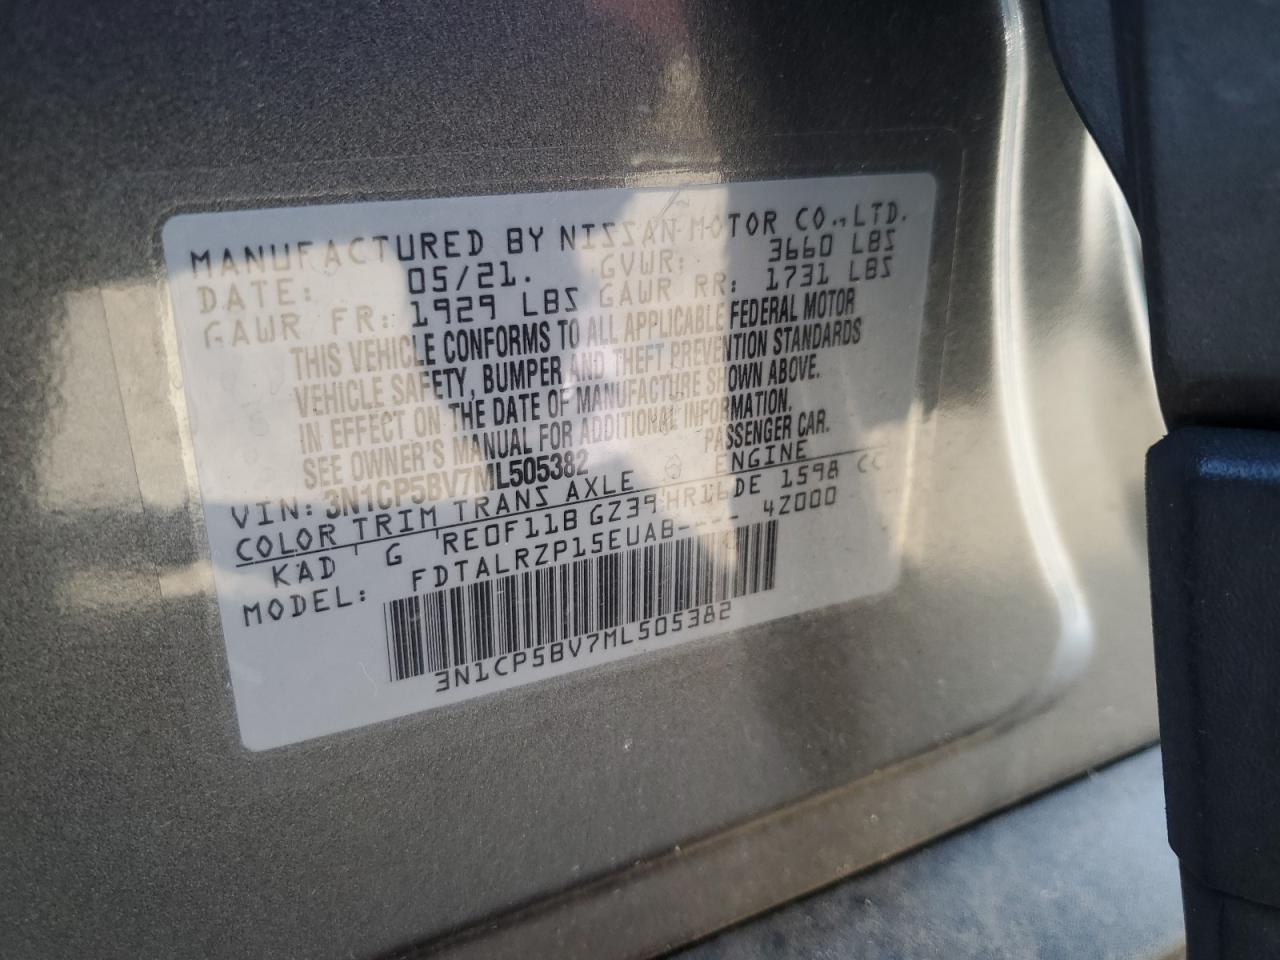 MANUFACTURED BY NISSAN MOTOR CO., LTD.
DATE: 05/21. GVWR: 3660 LBS
GAWR FR: 1929 LBS GAWR RR: 1731 LBS
THIS VEHICLE CONFORMS TO ALL APPLICABLE FEDERAL MOTOR
VEHICLE SAFETY, BUMPER AND THEFT PREVENTION STANDARDS
IN EFFECT ON THE DATE OF MANUFACTURE SHOWN ABOVE.
SEE OWNER'S MANUAL FOR ADDITIONAL INFORMATION.
VIN: 3N1CP5BV7ML505382 PASSENGER CAR.
COLOR TRIM TRANS AXLE ENGINE
KAD G RE0F11B GZ39 HR16DE 1598 CC
MODEL: FDTALRZP15EUAB---- 4Z000
3N1CP5BV7ML505382